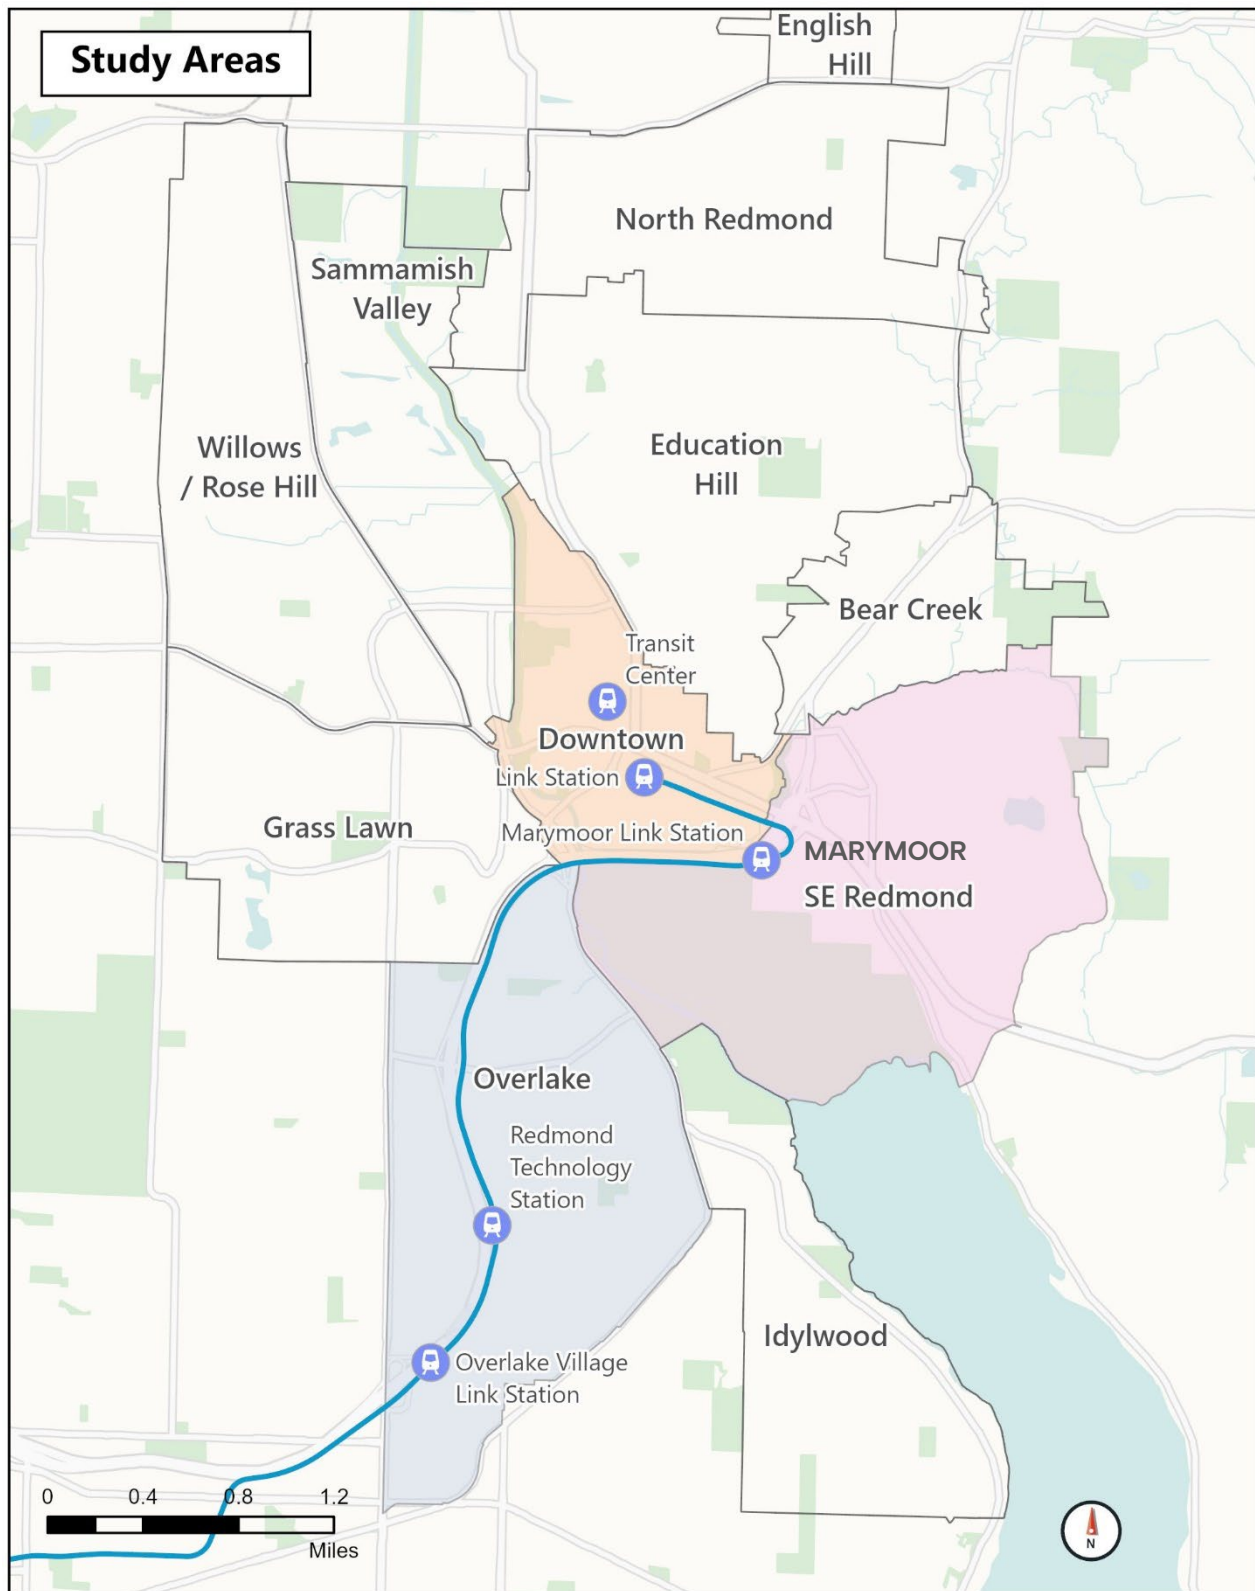 Study Areas
English
Hill
North Redmond
Sammamish
Valley
Willows
/ Rose Hill
Education
Hill
Bear Creek
Transit
Center
Downtown
Link Station
Grass Lawn
Marymoor Link Station
MARYMOOR
SE Redmond
Overlake
Redmond
Technology
Station
Idylwood
Overlake Village
Link Station
0 0.4 0.8 1.2
Miles
N